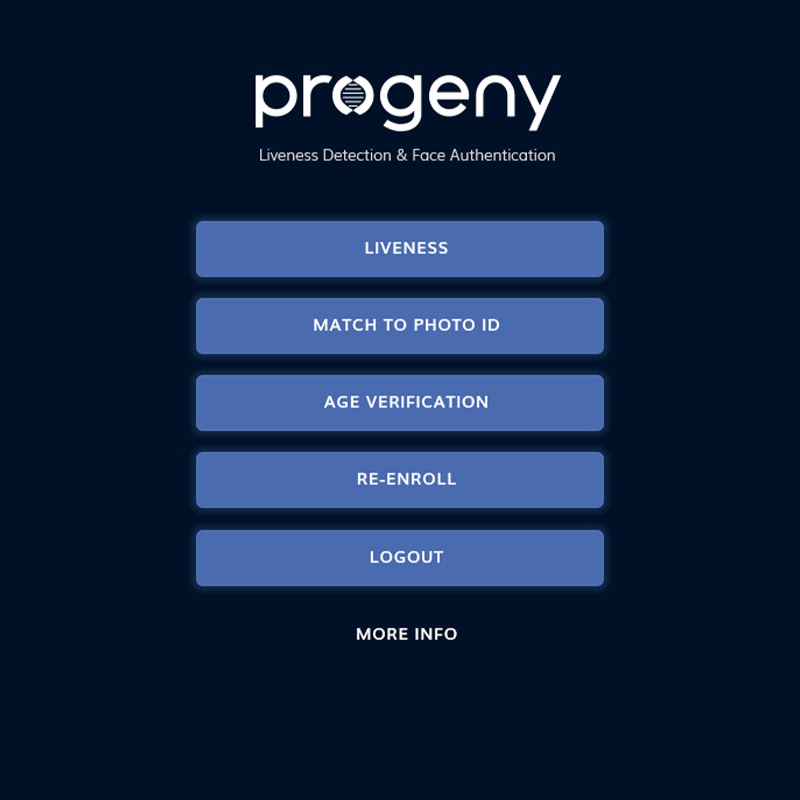 progeny
Liveness Detection & Face Authentication
LIVENESS
MATCH TO PHOTO ID
AGE VERIFICATION
RE-ENROLL
LOGOUT
MORE INFO